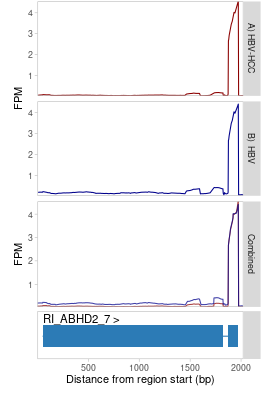 4
3
2
1
FPM
A) HBV-HCC
4
3
2
1
B) HBV
4
3
2
1
FPM
Combined
RI_ABHD2_7 >
500 1000 1500 2000
Distance from region start (bp)